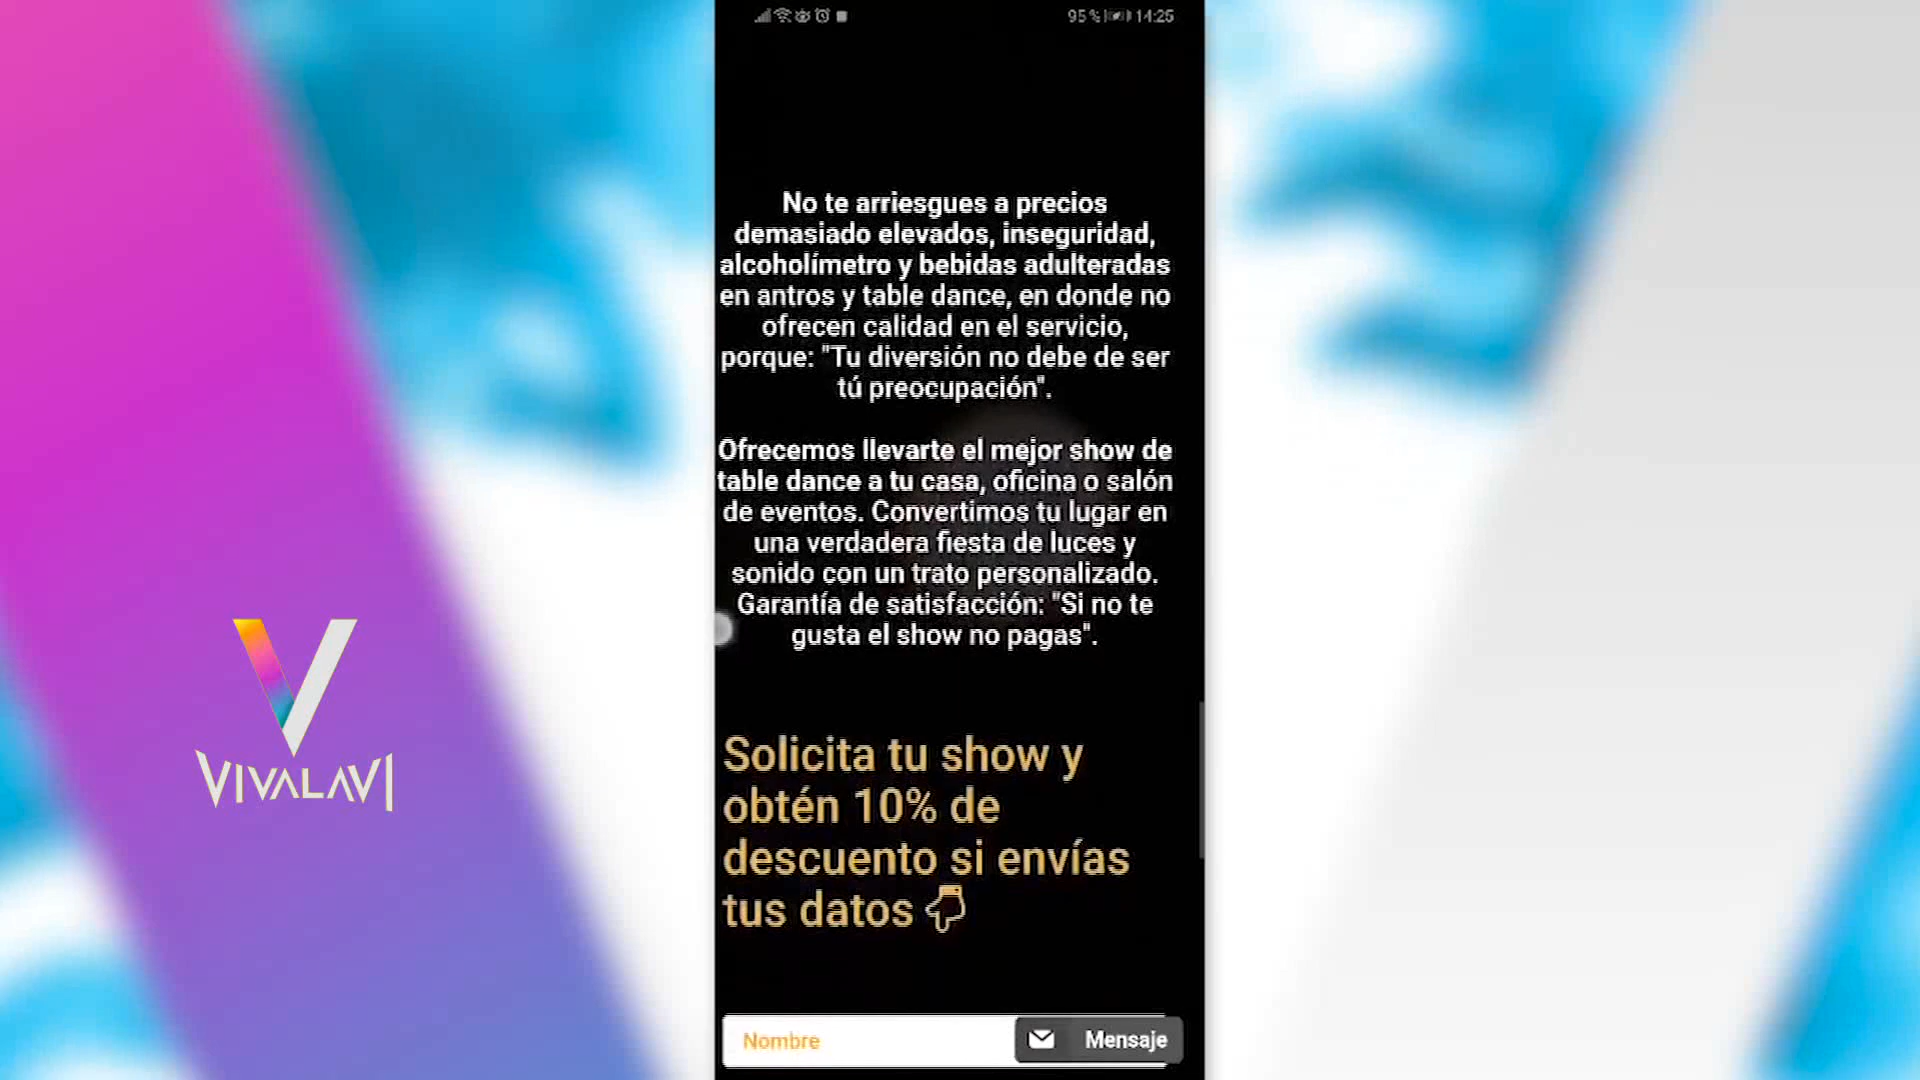 95 % 14:25
No te arriesgues a precios
demasiado elevados, inseguridad,
alcoholímetro y bebidas adulteradas
en antros y table dance, en donde no
ofrecen calidad en el servicio,
porque: "Tu diversión no debe de ser
tú preocupación".
Ofrecemos llevarte el mejor show de
table dance a tu casa, oficina o salón
de eventos. Convertimos tu lugar en
una verdadera fiesta de luces y
sonido con un trato personalizado.
Garantía de satisfacción: "Si no te
gusta el show no pagas".
Solicita tu show y
obtén 10% de
descuento si envías
tus datos
Nombre
Mensaje
VIVALAVI